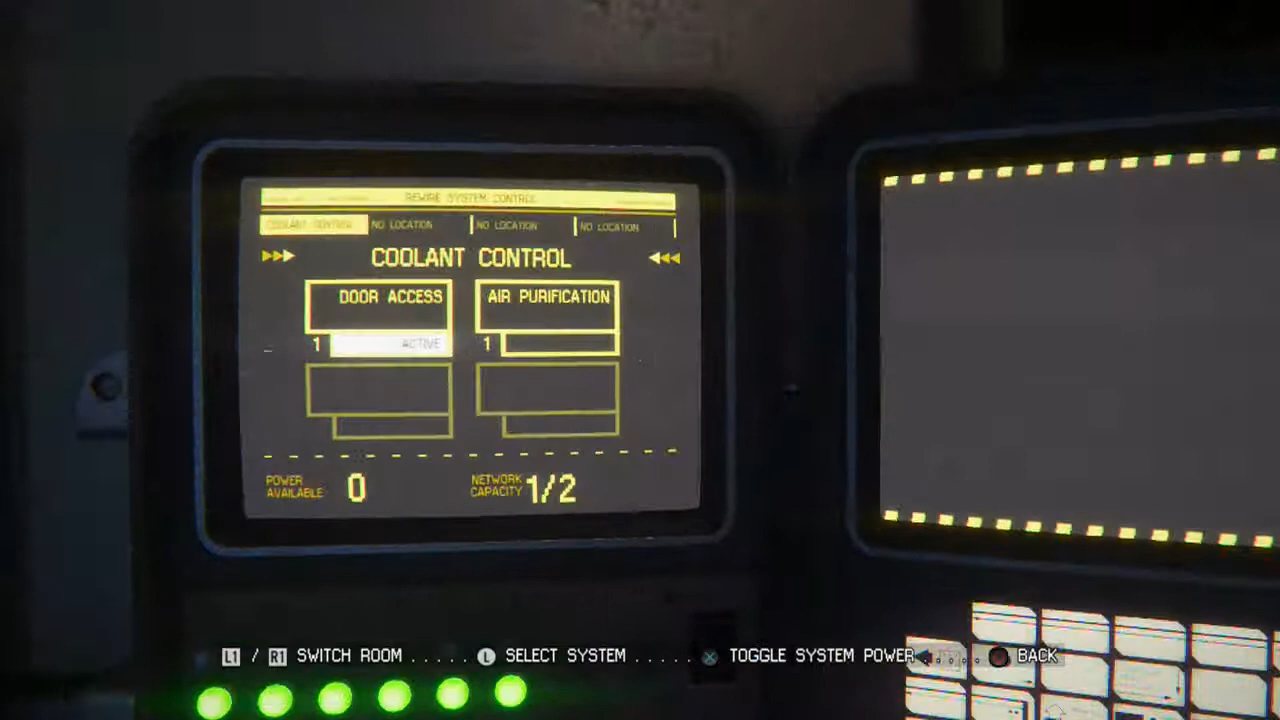 REWIRE SYSTEM CONTROL
COOLANT CONTROL NO LOCATION NO LOCATION NO LOCATION
COOLANT CONTROL
DOOR ACCESS AIR PURIFICATION
1 ACTIVE 1
POWER AVAILABLE 0 NETWORK CAPACITY 1/2
L1 / R1 SWITCH ROOM ..... L SELECT SYSTEM ..... TOGGLE SYSTEM POWER BACK